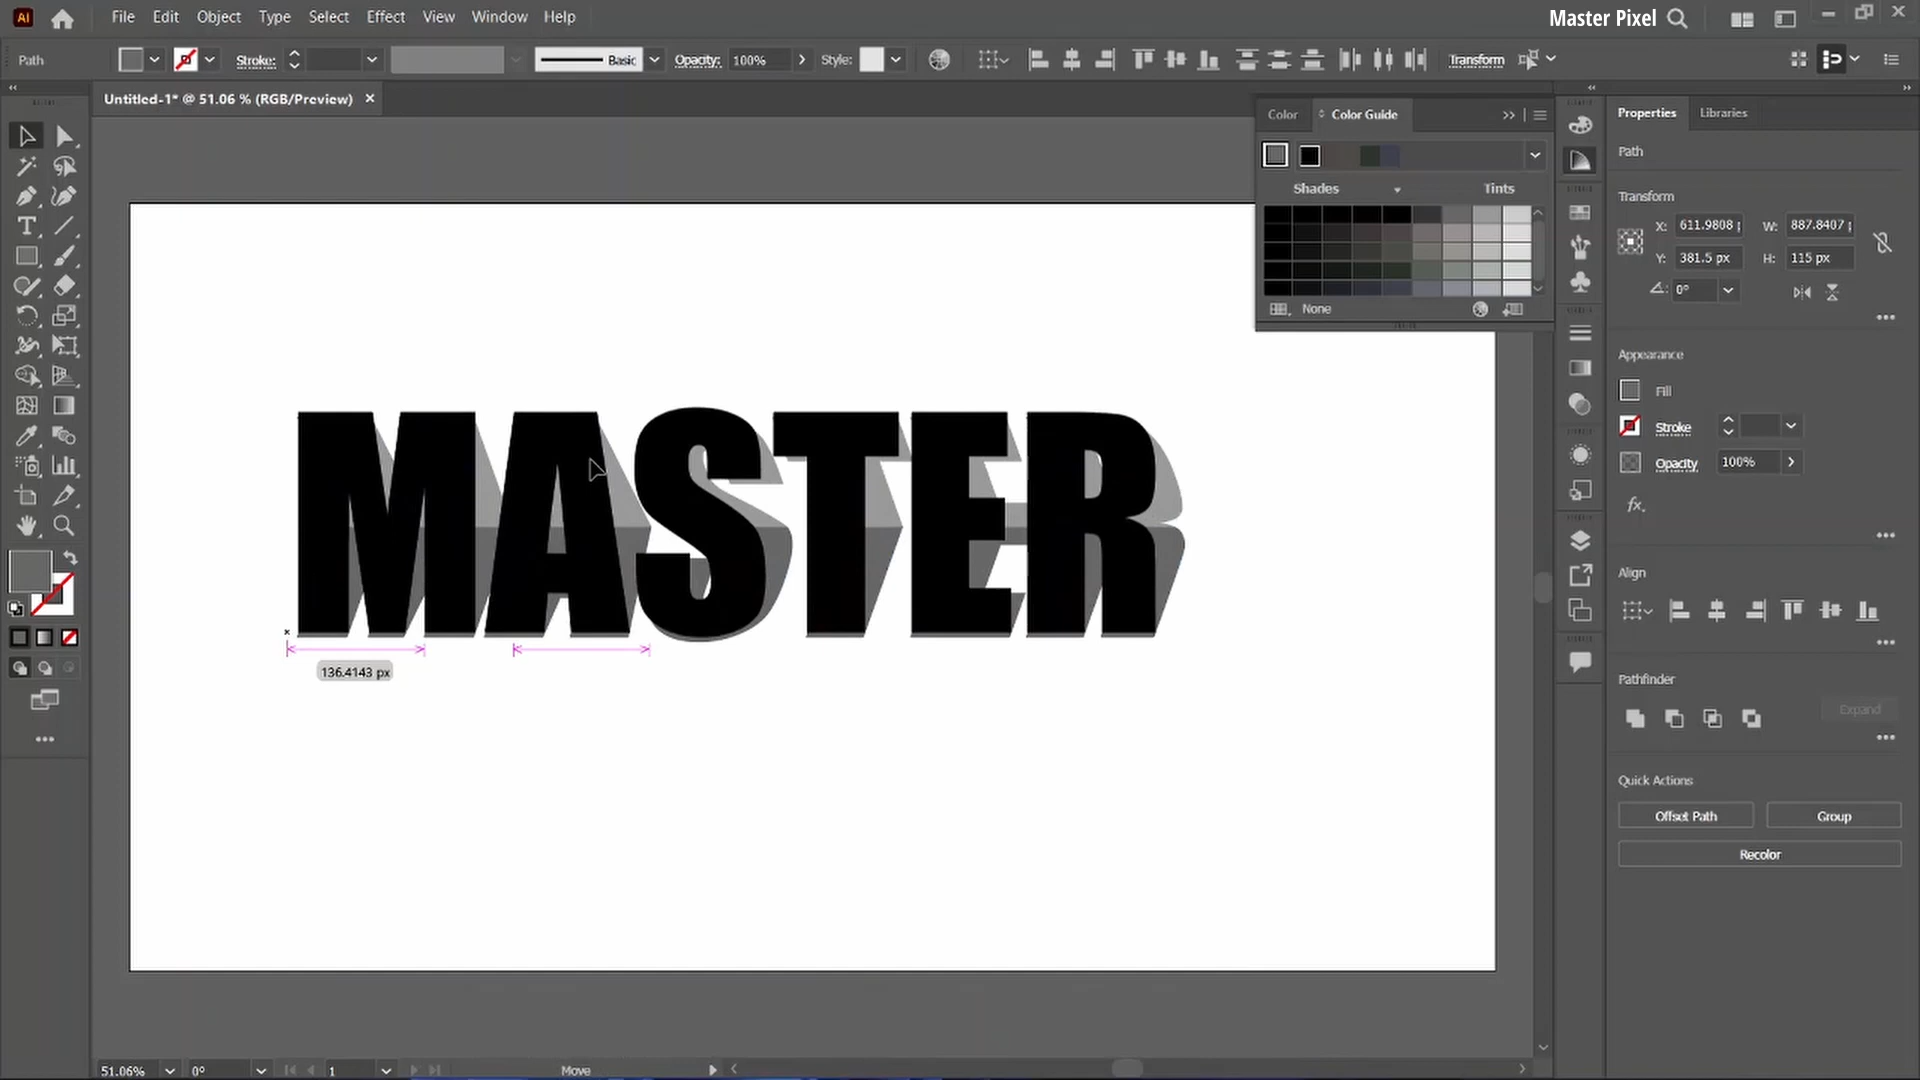 Ai File Edit Object Type Select Effect View Window Help Master Pixel
Path Stroke: Basic Opacity: 100% Style: Transform
Untitled-1* @ 51.06 % (RGB/Preview)
Color Color Guide
Shades Tints
None
Properties Libraries
Path
Transform
X: 611.9808 W: 887.8407
Y: 381.5 px H: 115 px
0°
Appearance
Fill
Stroke
Opacity 100%
fx.
Align
Pathfinder
Expand
Quick Actions
Offset Path Group
Recolor
MASTER
136.4143 px
51.06% 0° 1 Move